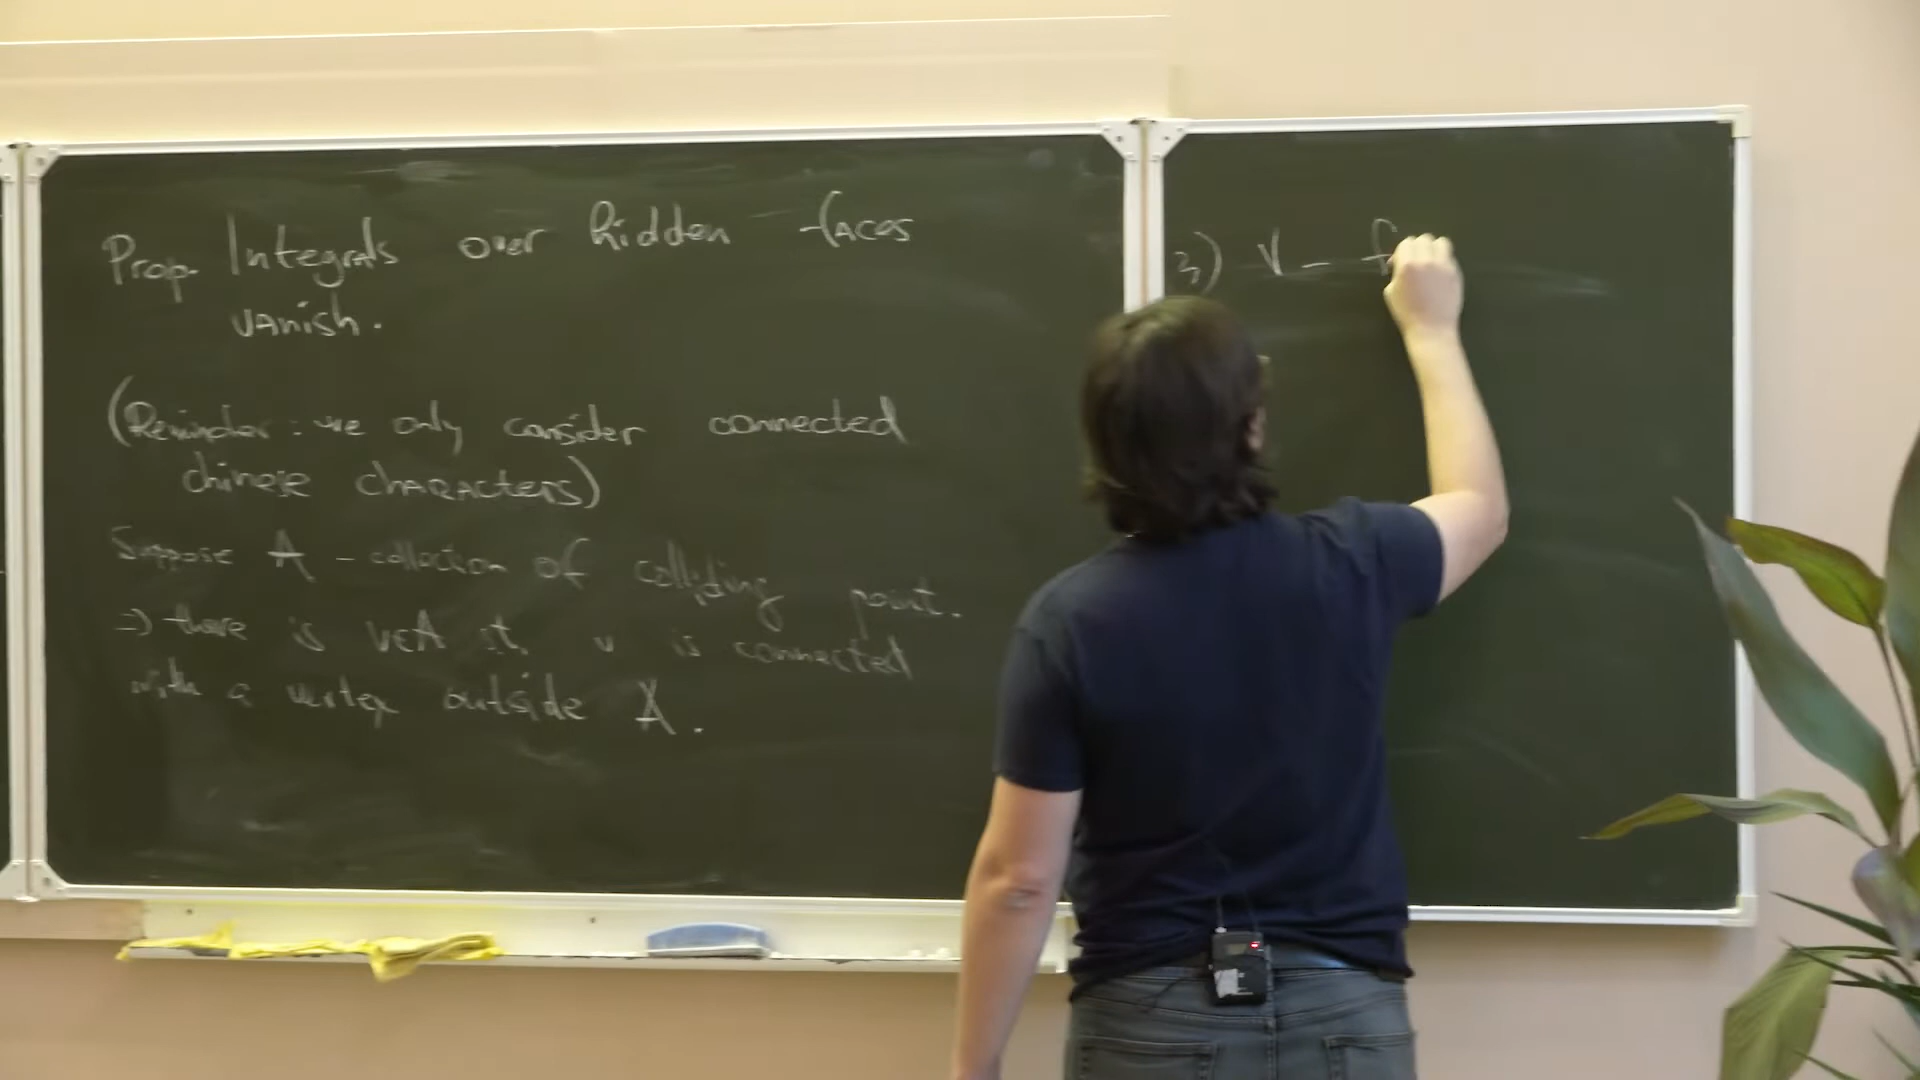 Prop. Integrals over hidden faces
vanish.
(Reminder: we only consider connected
chinese characters)
Suppose A - collection of colliding point.
=) there is v∈A st. v is connected
with a vertex outside A.
3) V - f